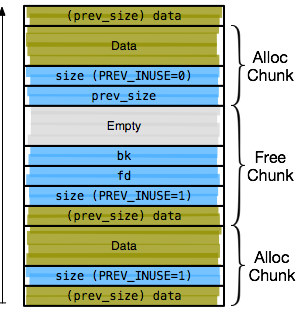 (prev_size) data
Data
size (PREV_INUSE=0)
prev_size
Alloc
Chunk
Empty
bk
fd
size (PREV_INUSE=1)
(prev_size) data
Free
Chunk
Data
size (PREV_INUSE=1)
(prev_size) data
Alloc
Chunk